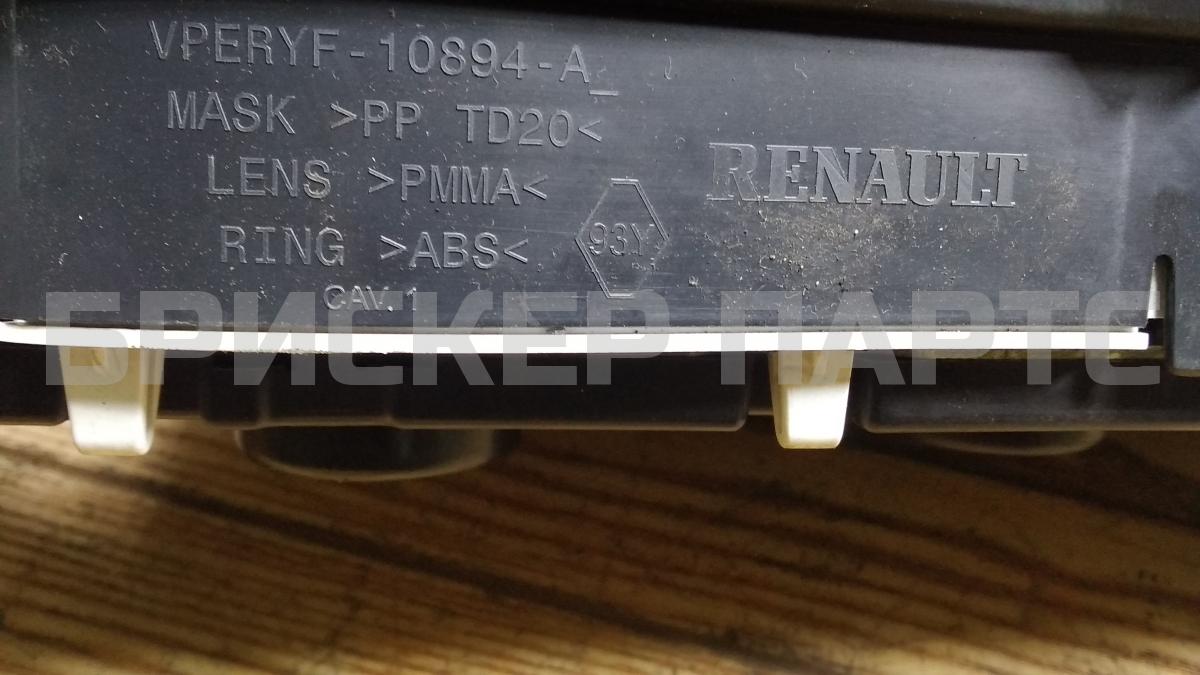 VPERYF-10894-A_
MASK >PP TD20<
LENS >PMMA<
RING >ABS<
CAV.1
93Y
RENAULT
БРИСКЕР ПАРТС